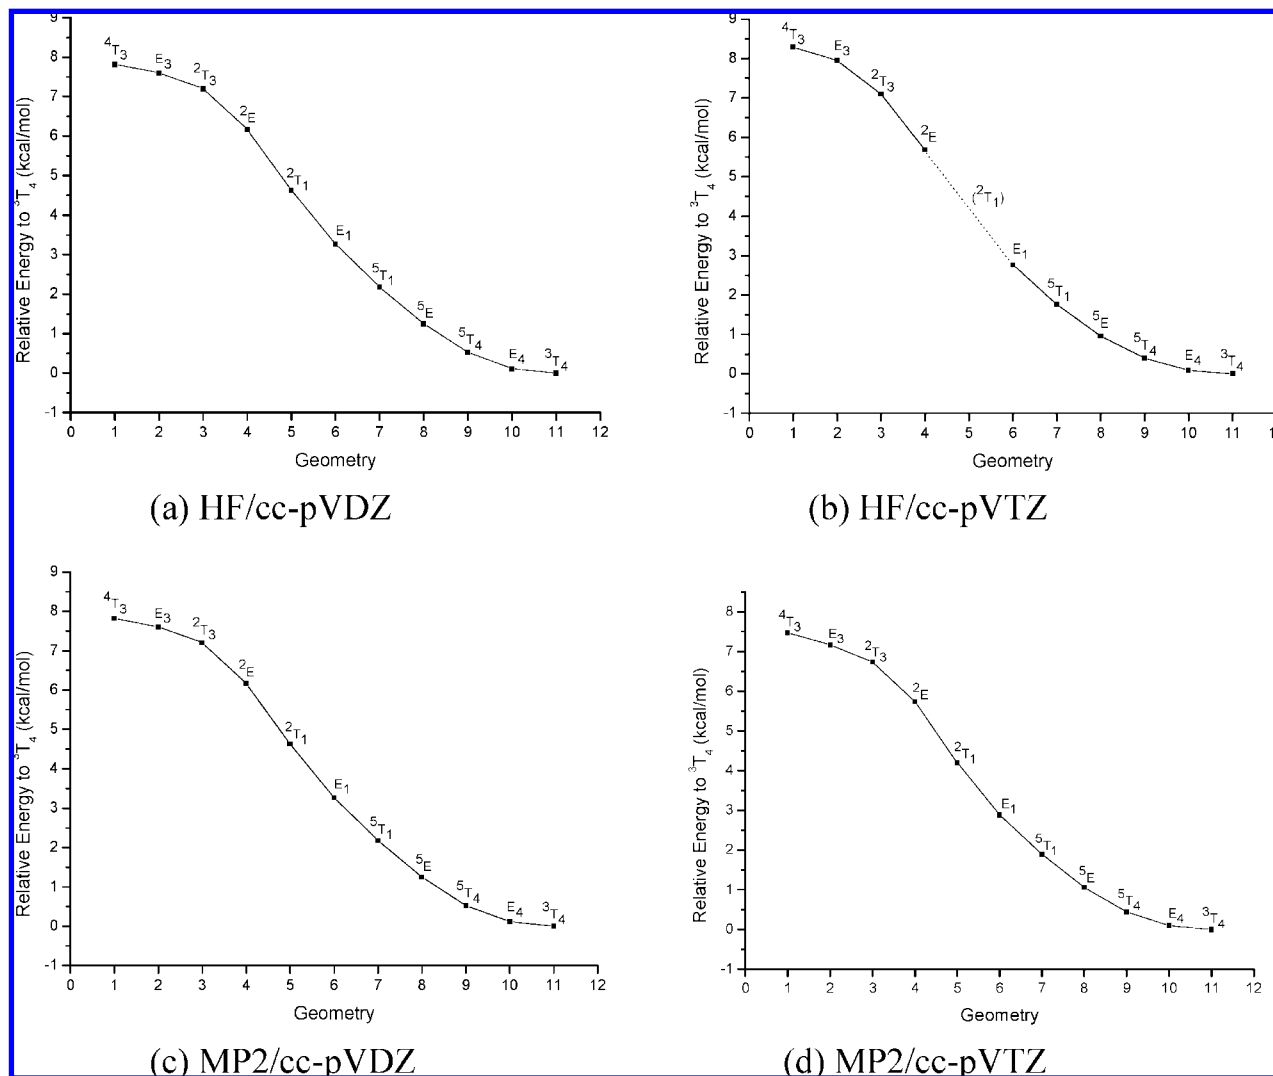 9
8
7
6
5
4
3
2
1
0
-1
Relative Energy to ³T₄ (kcal/mol)
⁴T₃
E₃
²T₃
²E
²T₁
E₁
⁵T₁
⁵E
⁵T₄
E₄
³T₄
0 1 2 3 4 5 6 7 8 9 10 11 12
Geometry
(a) HF/cc-pVDZ
9
8
7
6
5
4
3
2
1
0
-1
Relative Energy to ³T₄ (kcal/mol)
⁴T₃
E₃
²T₃
²E
(²T₁)
E₁
⁵T₁
⁵E
⁵T₄
E₄
³T₄
0 1 2 3 4 5 6 7 8 9 10 11
Geometry
(b) HF/cc-pVTZ
9
8
7
6
5
4
3
2
1
0
-1
Relative Energy to ³T₄ (kcal/mol)
⁴T₃
E₃
²T₃
²E
²T₁
E₁
⁵T₁
⁵E
⁵T₄
E₄
³T₄
0 1 2 3 4 5 6 7 8 9 10 11 12
Geometry
(c) MP2/cc-pVDZ
8
7
6
5
4
3
2
1
0
-1
Relative Energy to ³T₄ (kcal/mol)
⁴T₃
E₃
²T₃
²E
²T₁
E₁
⁵T₁
⁵E
⁵T₄
E₄
³T₄
0 1 2 3 4 5 6 7 8 9 10 11 12
Geometry
(d) MP2/cc-pVTZ